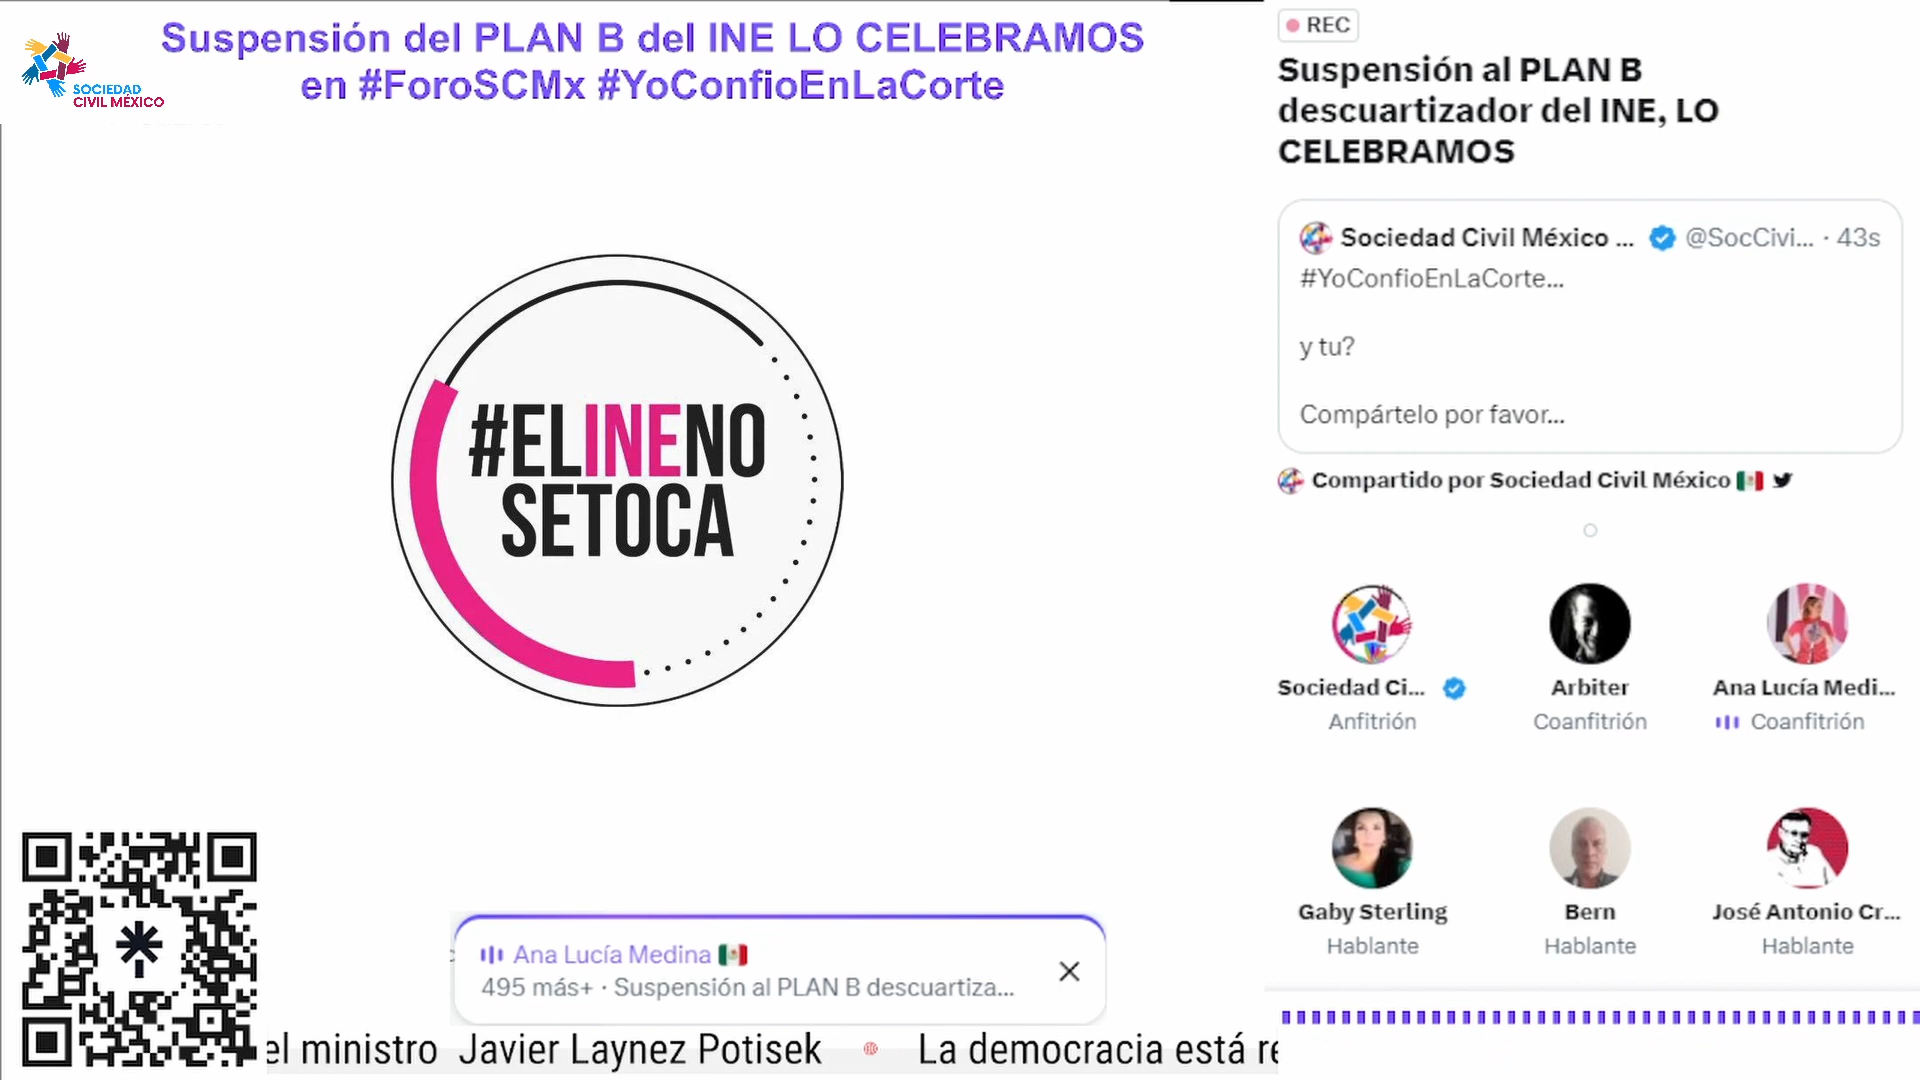 Suspensión del PLAN B del INE LO CELEBRAMOS
en #ForoSCMx #YoConfioEnLaCorte
SOCIEDAD
CIVIL MÉXICO
#ELINENO
SETOCA
Ana Lucía Medina
495 más+ · Suspensión al PLAN B descuartiza...
el ministro Javier Laynez Potisek
La democracia está re
REC
Suspensión al PLAN B
descuartizador del INE, LO
CELEBRAMOS
Sociedad Civil México ... @SocCivi... · 43s
#YoConfioEnLaCorte...
y tu?
Compártelo por favor...
Compartido por Sociedad Civil México
Sociedad Ci...
Anfitrión
Arbiter
Coanfitrión
Ana Lucía Medi...
Coanfitrión
Gaby Sterling
Hablante
Bern
Hablante
José Antonio Cr...
Hablante